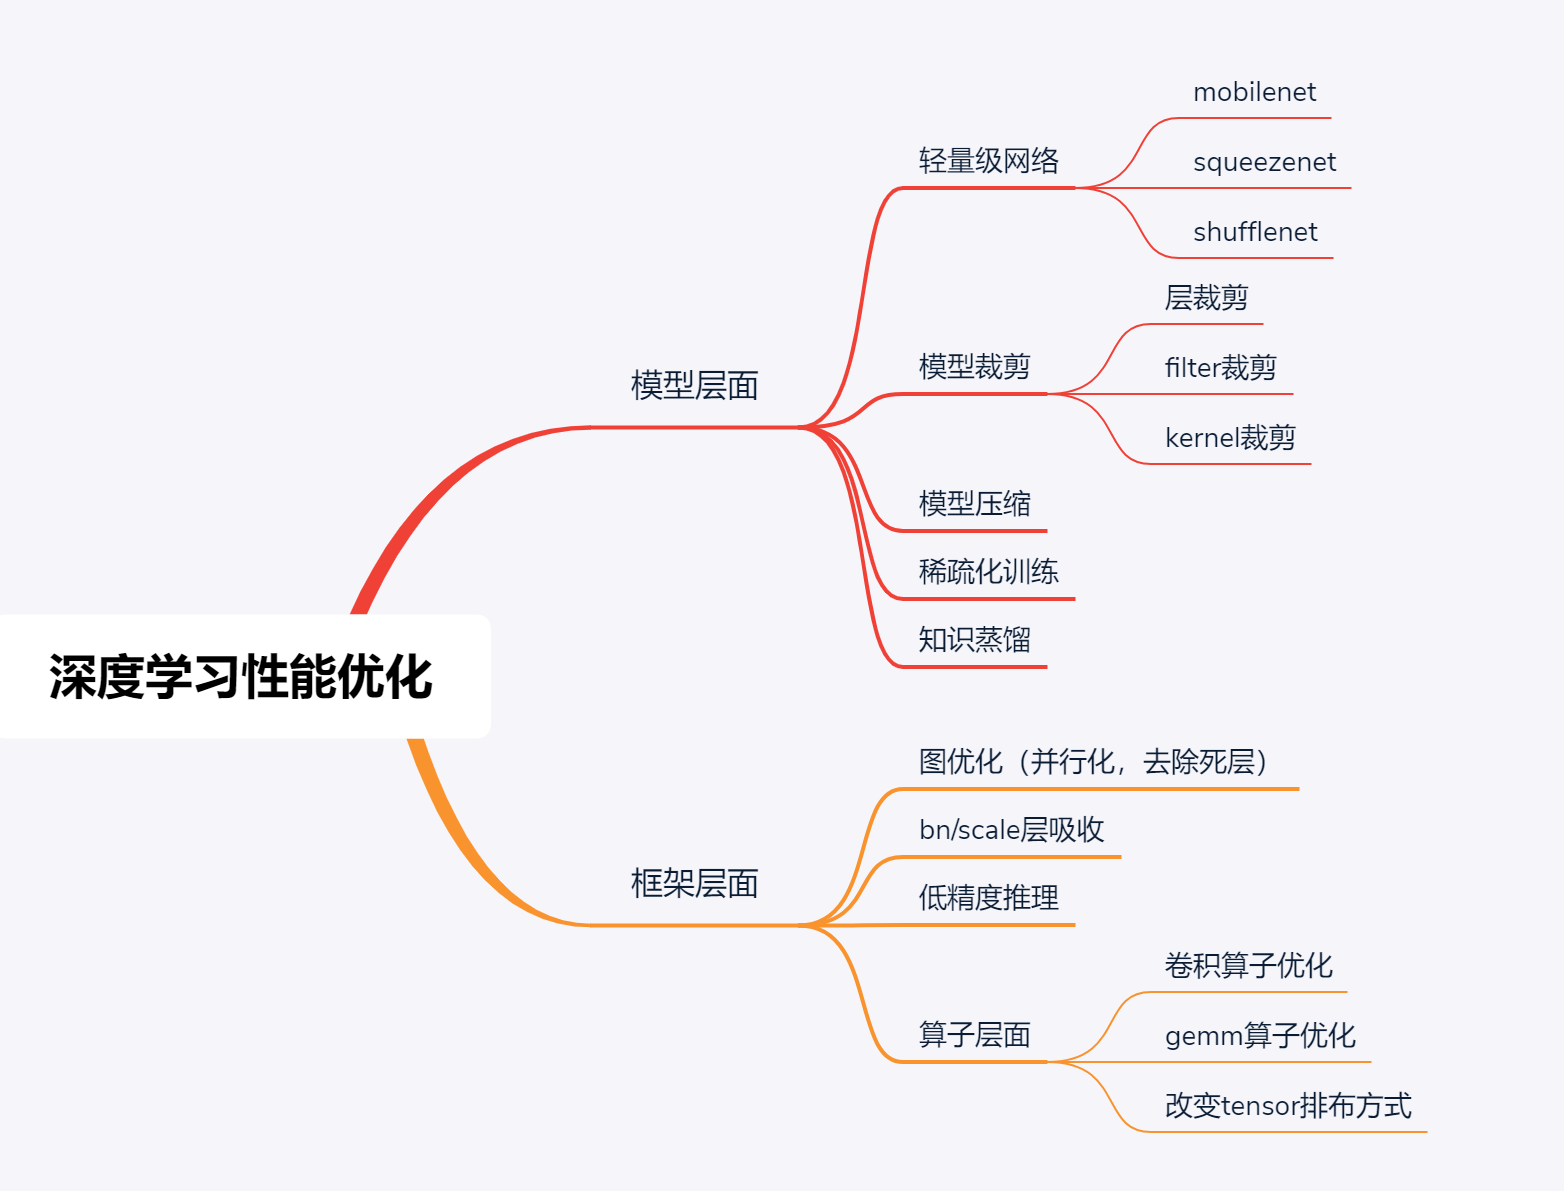 深度学习性能优化
模型层面
轻量级网络
mobilenet
squeezenet
shufflenet
模型裁剪
层裁剪
filter裁剪
kernel裁剪
模型压缩
稀疏化训练
知识蒸馏
框架层面
图优化（并行化，去除死层）
bn/scale层吸收
低精度推理
算子层面
卷积算子优化
gemm算子优化
改变tensor排布方式